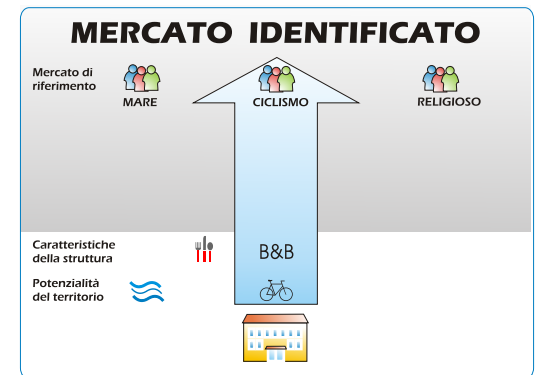 MERCATO IDENTIFICATO
Mercato di
riferimento
MARE
CICLISMO
RELIGIOSO
Caratteristiche
della struttura
B&B
Potenzialità
del territorio